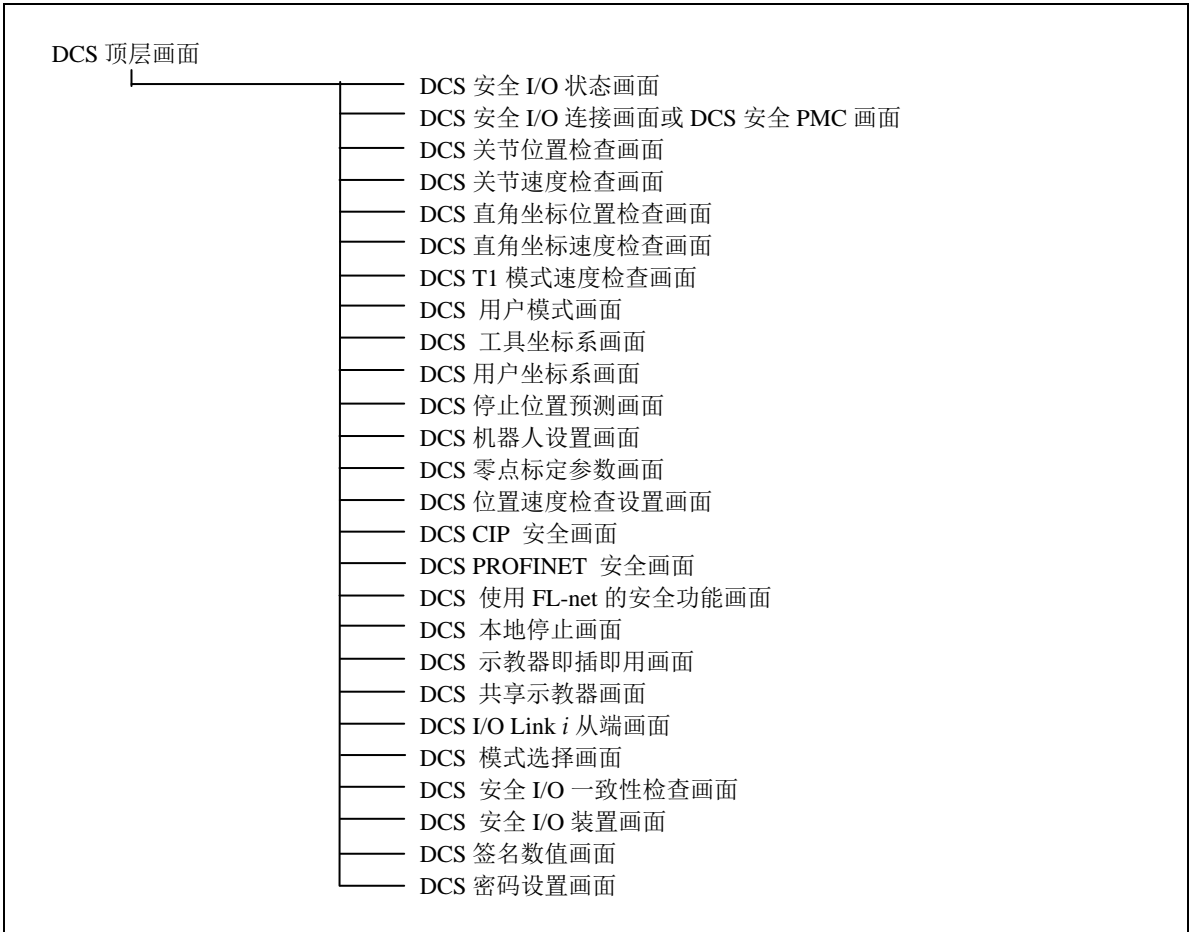 DCS 顶层画面
DCS 安全 I/O 状态画面
DCS 安全 I/O 连接画面或 DCS 安全 PMC 画面
DCS 关节位置检查画面
DCS 关节速度检查画面
DCS 直角坐标位置检查画面
DCS 直角坐标速度检查画面
DCS T1 模式速度检查画面
DCS 用户模式画面
DCS 工具坐标系画面
DCS 用户坐标系画面
DCS 停止位置预测画面
DCS 机器人设置画面
DCS 零点标定参数画面
DCS 位置速度检查设置画面
DCS CIP 安全画面
DCS PROFINET 安全画面
DCS 使用 FL-net 的安全功能画面
DCS 本地停止画面
DCS 示教器即插即用画面
DCS 共享示教器画面
DCS I/O Link i 从端画面
DCS 模式选择画面
DCS 安全 I/O 一致性检查画面
DCS 安全 I/O 装置画面
DCS 签名数值画面
DCS 密码设置画面